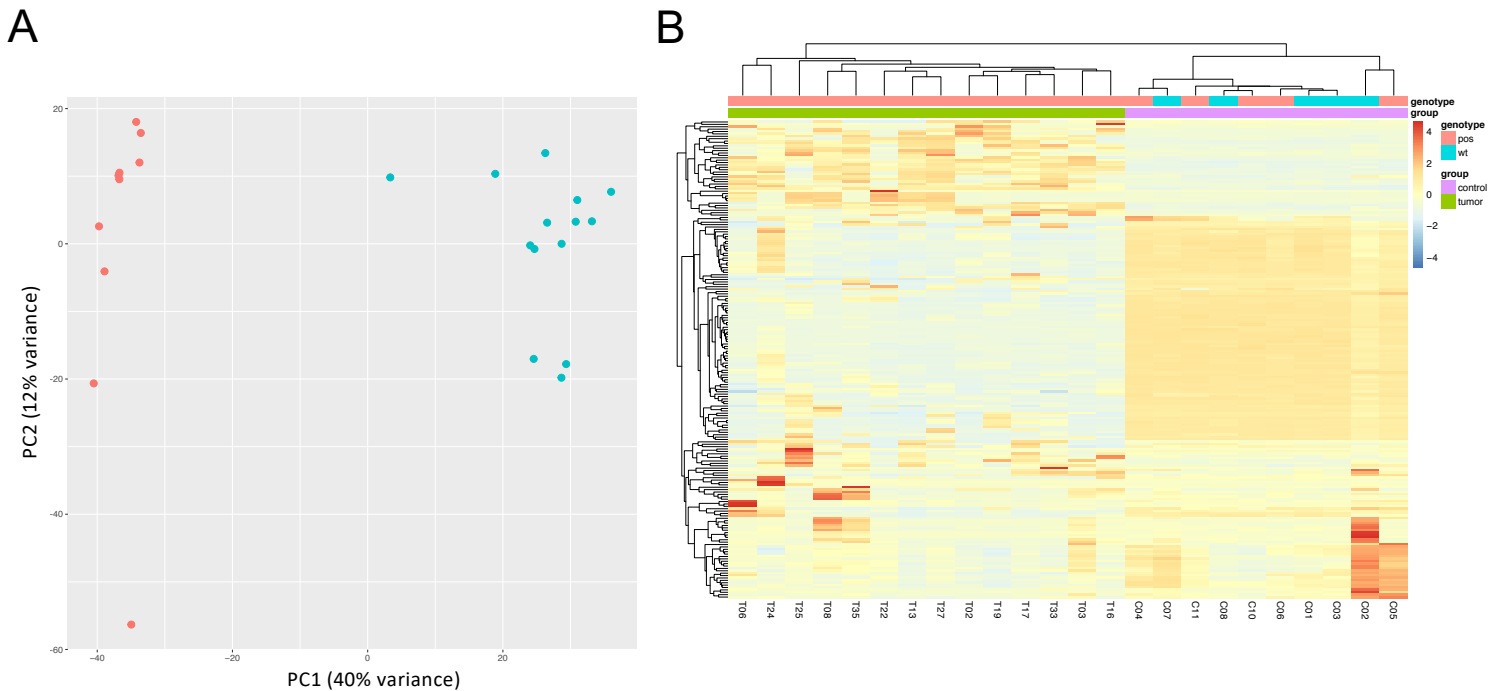 A
B
20
0
-20
-40
-60
−40
−20
0
20
PC2 (12% variance)
PC1 (40% variance)
genotype
group
4
2
0
−2
−4
genotype
pos
wt
group
control
tumor
T06
T24
T25
T08
T35
T22
T13
T27
T02
T19
T17
T33
T03
T16
C04
C07
C11
C08
C10
C06
C01
C03
C02
C05